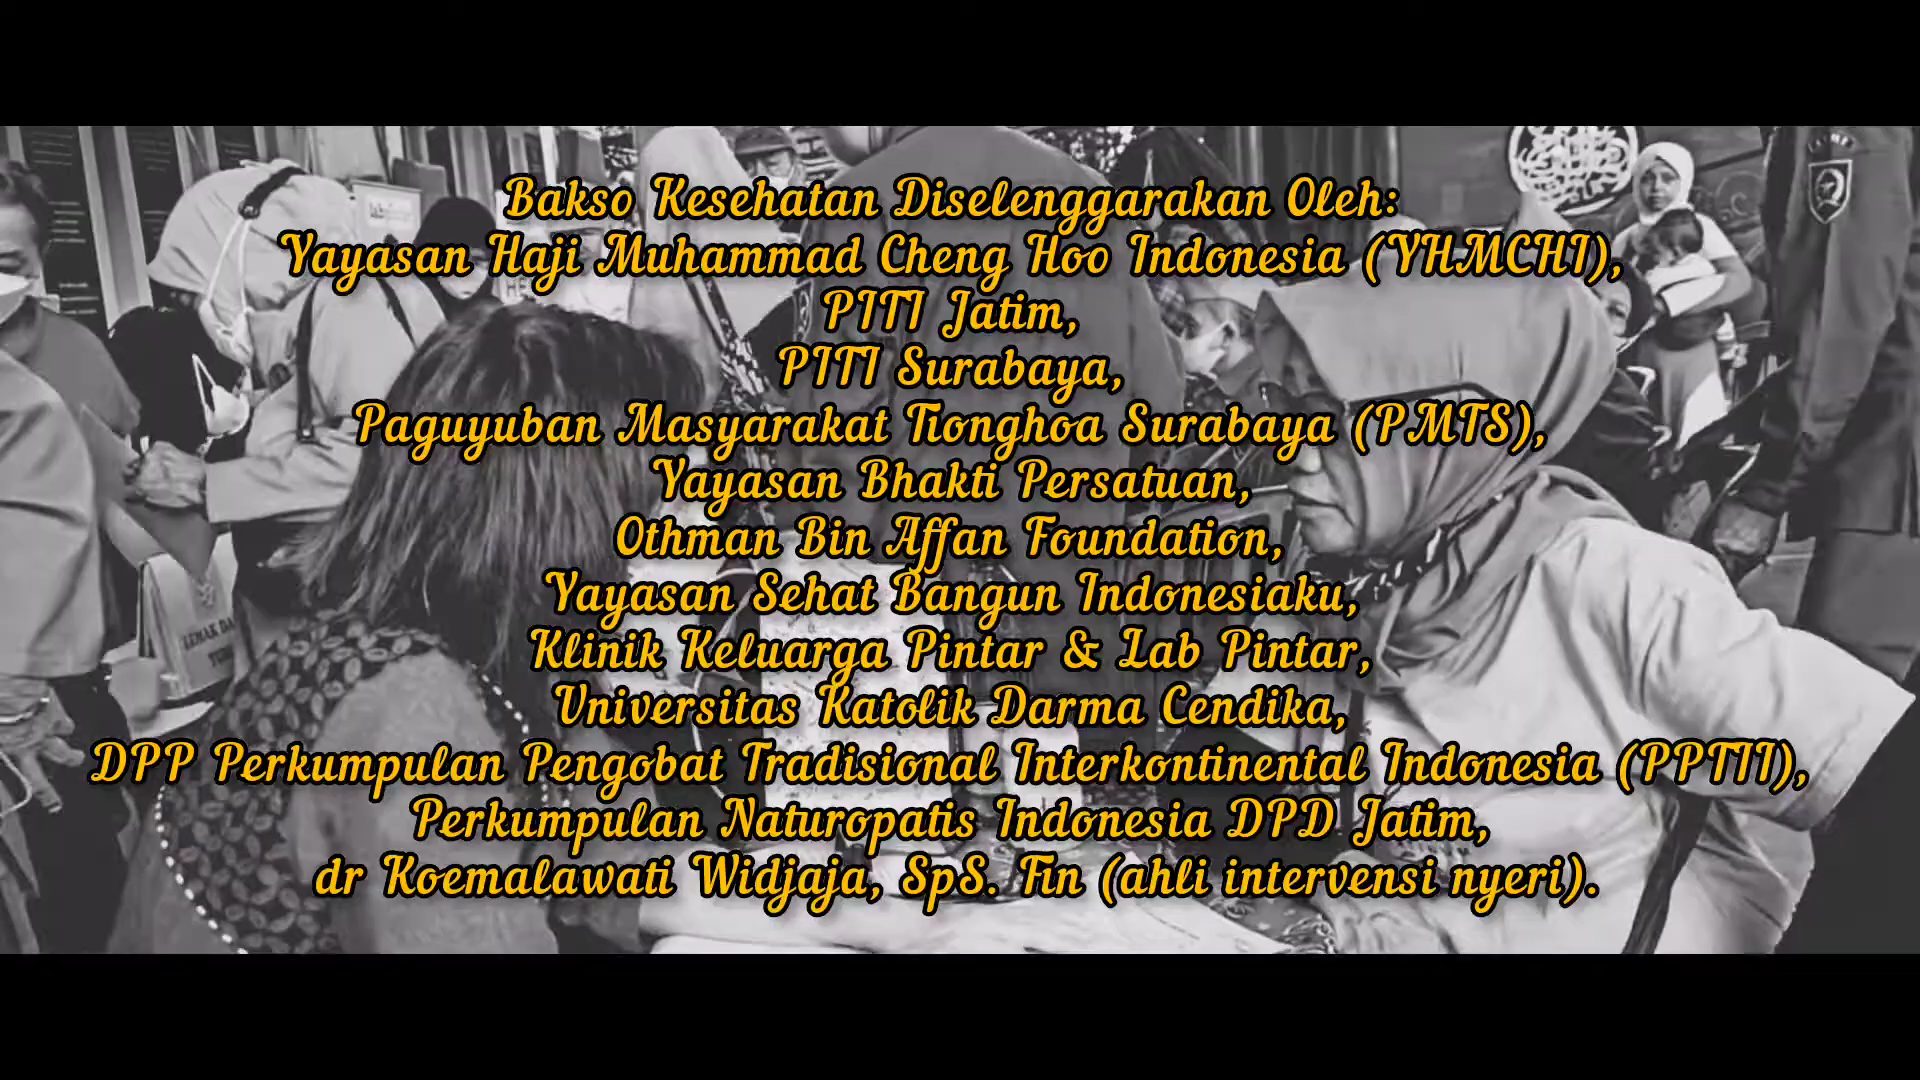 Bakso Kesehatan Diselenggarakan Oleh:
Yayasan Haji Muhammad Cheng Hoo Indonesia (YHMCHI),
PITI Jatim,
PITI Surabaya,
Paguyuban Masyarakat Tionghoa Surabaya (PMTS),
Yayasan Bhakti Persatuan,
Othman Bin Affan Foundation,
Yayasan Sehat Bangun Indonesiaku,
Klinik Keluarga Pintar & Lab Pintar,
Universitas Katolik Darma Cendika,
DPP Perkumpulan Pengobat Tradisional Interkontinental Indonesia (PPTII),
Perkumpulan Naturopatis Indonesia DPD Jatim,
dr Koemalawati Widjaja, SpS. Fin (ahli intervensi nyeri).